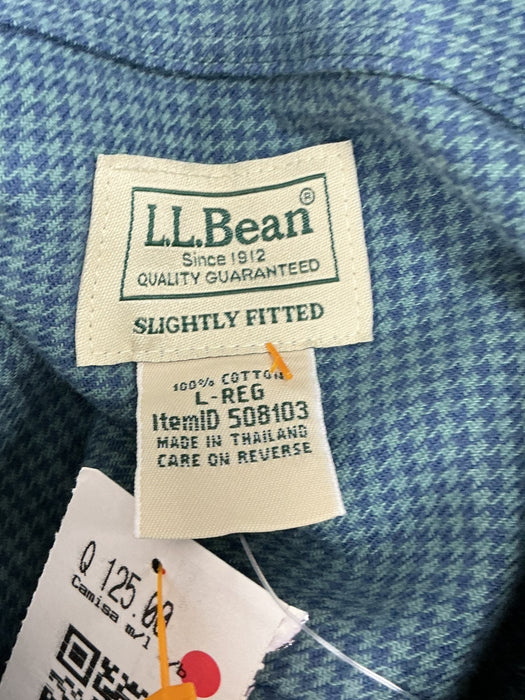 L.L.Bean®
Since 1912
QUALITY GUARANTEED
SLIGHTLY FITTED
100% COTTON
L-REG
ItemID 508103
MADE IN THAILAND
CARE ON REVERSE
Q 125.00
Camisa m/l